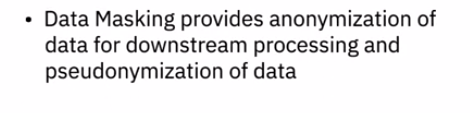 • Data Masking provides anonymization of
data for downstream processing and
pseudonymization of data